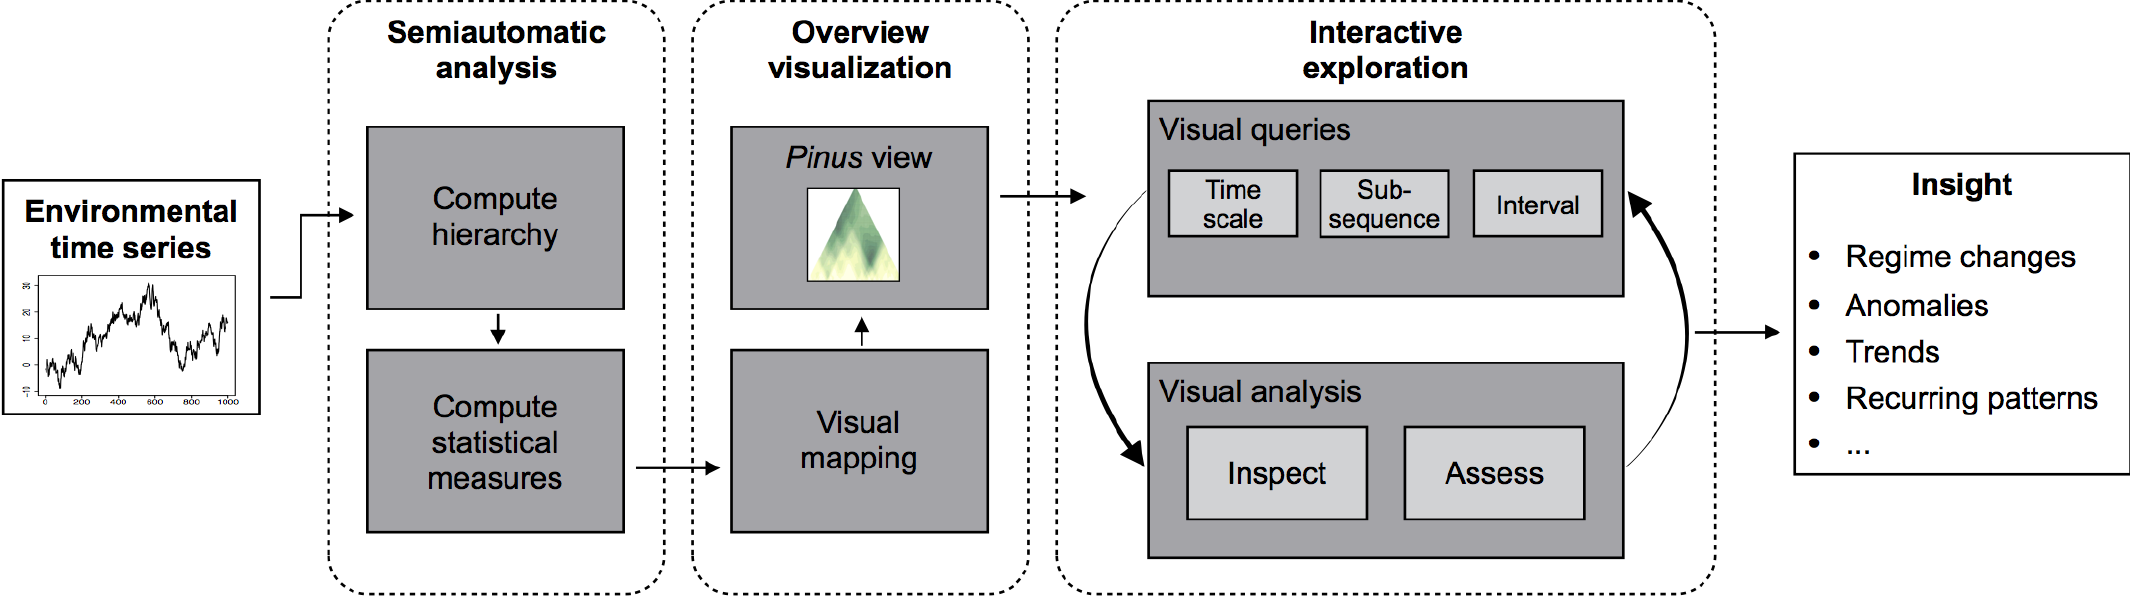 Environmental
time series
30
20
10
0
-10
0 200 400 600 800 1000
Semiautomatic
analysis
Compute
hierarchy
Compute
statistical
measures
Overview
visualization
Pinus view
Visual
mapping
Interactive
exploration
Visual queries
Time
scale
Sub-
sequence
Interval
Visual analysis
Inspect
Assess
Insight
• Regime changes
• Anomalies
• Trends
• Recurring patterns
• ...